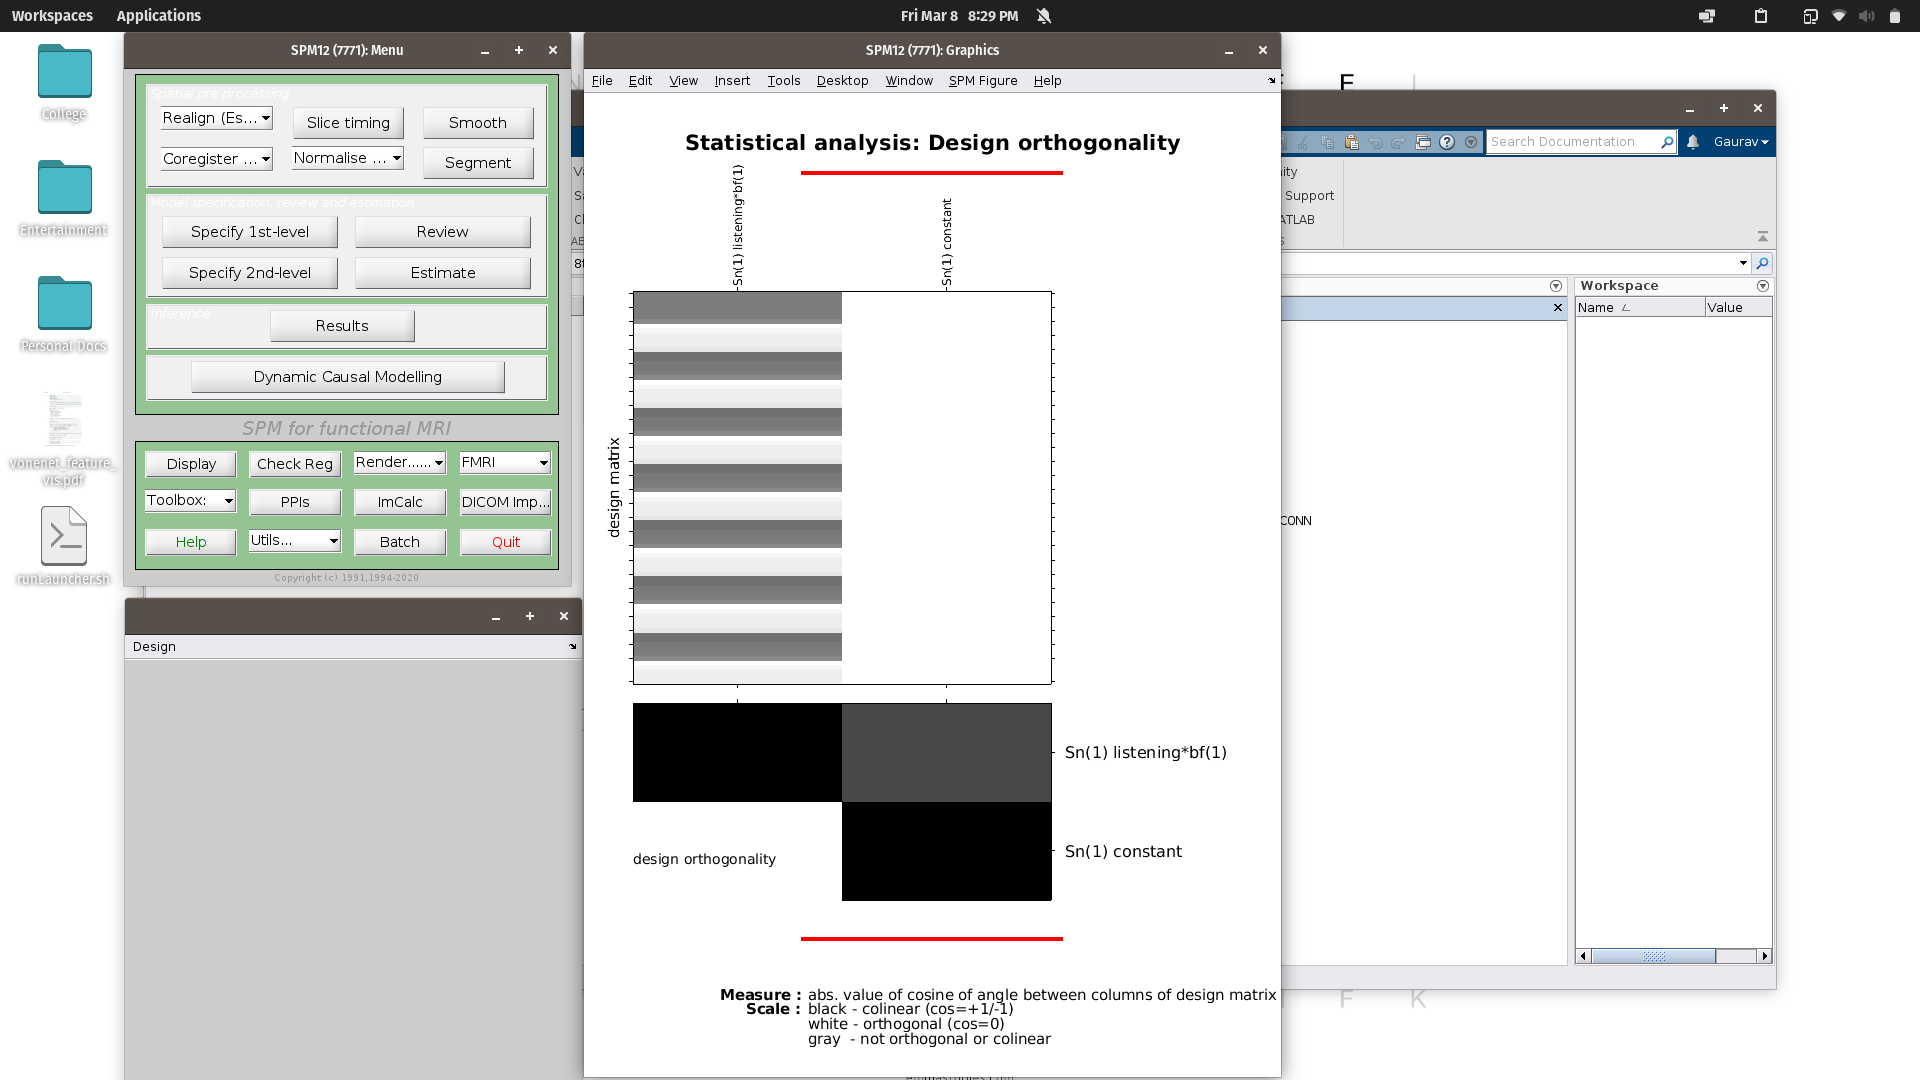 Workspaces Applications Fri Mar 8 8:29 PM
College
Entertainment
Personal Docs
vonenet_feature_
vis.pdf
runLauncher.sh
SPM12 (7771): Menu
Spatial pre-processing
Realign (Es... Slice timing Smooth
Coregister ... Normalise ... Segment
Model specification, review and estimation
Specify 1st-level Review
Specify 2nd-level Estimate
Inference
Results
Dynamic Causal Modelling
SPM for functional MRI
Display Check Reg Render...... FMRI
Toolbox: PPIs ImCalc DICOM Imp...
Help Utils... Batch Quit
Copyright (c) 1991,1994-2020
Design
SPM12 (7771): Graphics
File Edit View Insert Tools Desktop Window SPM Figure Help
Statistical analysis: Design orthogonality
Sn(1) listening*bf(1)
Sn(1) constant
design matrix
Sn(1) listening*bf(1)
Sn(1) constant
design orthogonality
Measure : abs. value of cosine of angle between columns of design matrix
Scale : black - colinear (cos=+1/-1)
white - orthogonal (cos=0)
gray - not orthogonal or colinear
F
Search Documentation Gaurav
Support
ATLAB
Workspace
Name Value
CONN
F K